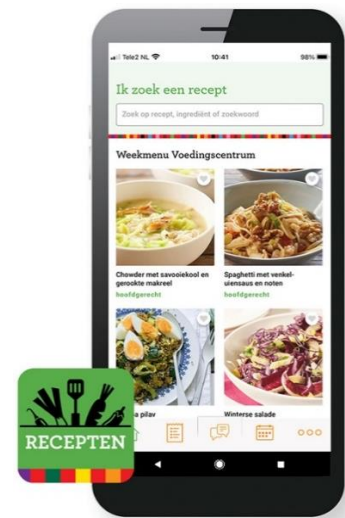 Tele2 NL
10:41
98%
Ik zoek een recept
Zoek op recept, ingrediënt of zoekwoord
Weekmenu Voedingscentrum
Chowder met savooiekool en
gerookte makreel
hoofdgerecht
Spaghetti met venkel-
uiensaus en noten
hoofdgerecht
pilav
Winterse salade
RECEPTEN